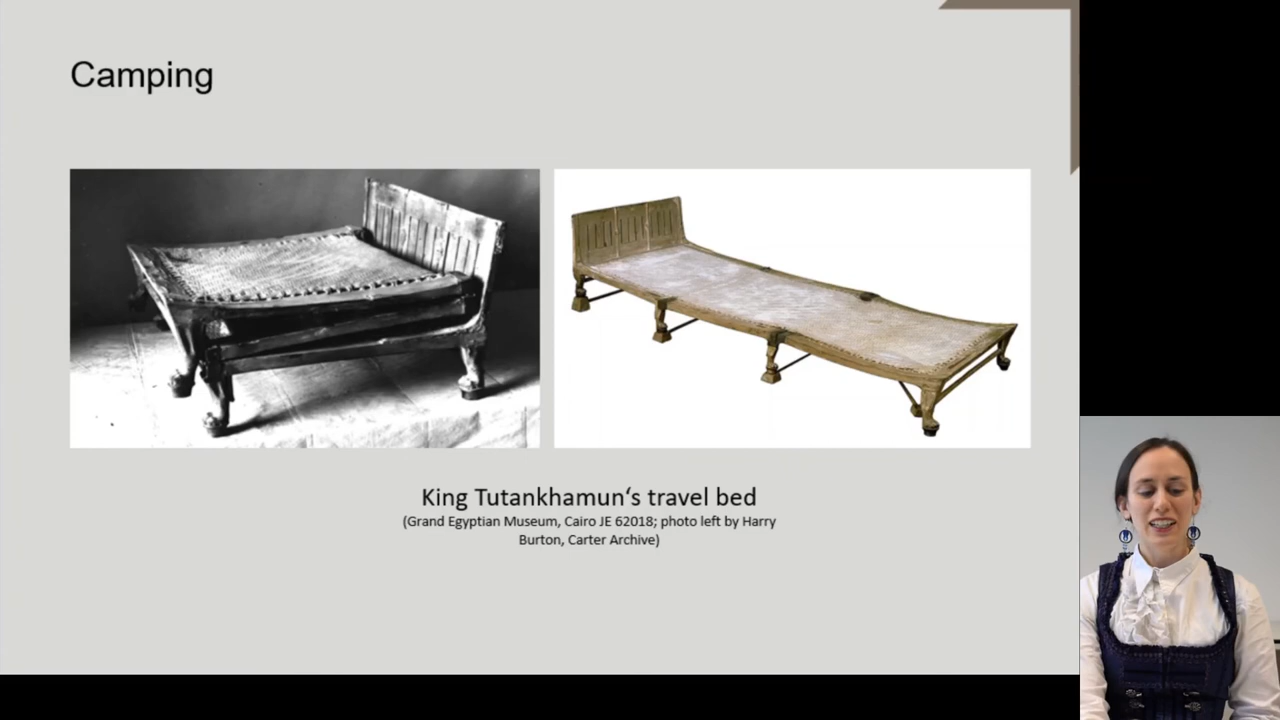 Camping
King Tutankhamun‘s travel bed
(Grand Egyptian Museum, Cairo JE 62018; photo left by Harry
Burton, Carter Archive)